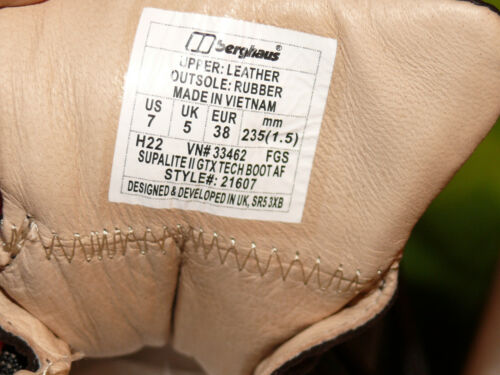 berghaus®
UPPER: LEATHER
OUTSOLE: RUBBER
MADE IN VIETNAM
US UK EUR mm
7 5 38 235(1.5)
H22 VN# 33462 FGS
SUPALITE II GTX TECH BOOT AF
STYLE#: 21607
DESIGNED & DEVELOPED IN UK, SR5 3XB